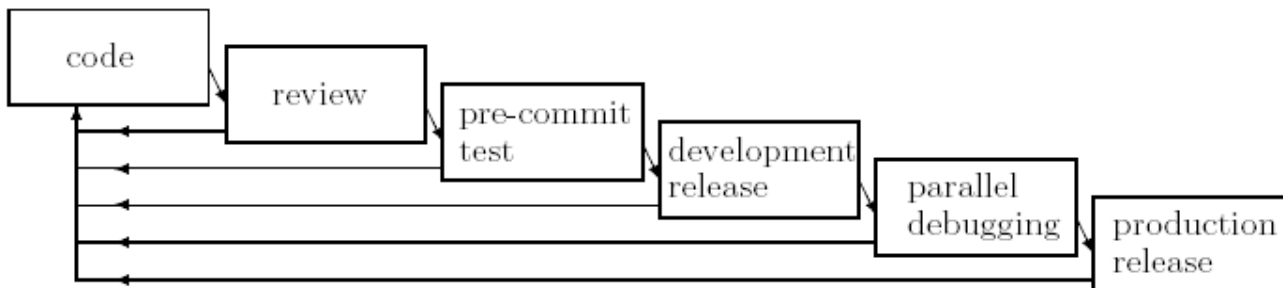 code
review
pre-commit
test
development
release
parallel
debugging
production
release